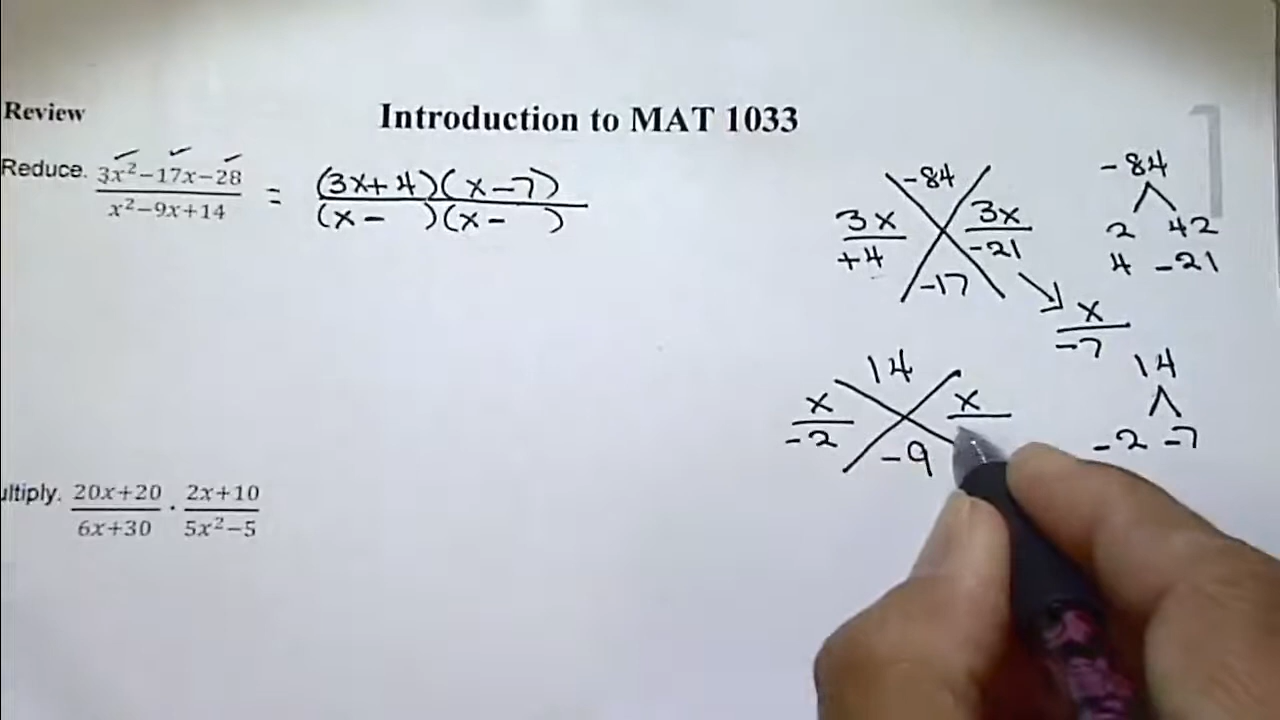 Review
Introduction to MAT 1033
Reduce. 3x²−17x−28 / x²−9x+14 = (3x+4)(x−7) / (x− )(x− )
-84
3x / +4
3x / -21
-17
x / -7
-84
2 42
4 -21
14
x / -2
x
-9
14
-2 -7
ultiply. 20x+20 / 6x+30 · 2x+10 / 5x²−5